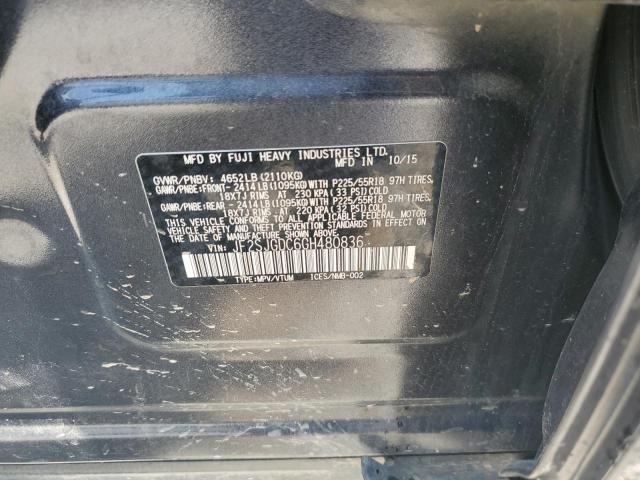 MFD BY FUJI HEAVY INDUSTRIES LTD.
MFD. IN 10/15
GVWR/PNBV: 4652LB (2110KG)
GAWR/PNBE:FRONT-2414LB(1095KG) WITH P225/55R18 97H TIRES,
18X7J RIMS AT 230 KPA (33 PSI) COLD
GAWR/PNBE:REAR -2414LB(1095KG) WITH P225/55R18 97H TIRES,
18X7J RIMS AT 220 KPA (32 PSI) COLD
THIS VEHICLE CONFORMS TO ALL APPLICABLE FEDERAL MOTOR
VEHICLE SAFETY STANDARDS IN EFFECT ON THE DATE OF
MANUFACTURE SHOWN ABOVE.
VIN: JF2SJGDC6GH480836
TYPE:MPV/VTUM ICES/NMB-002